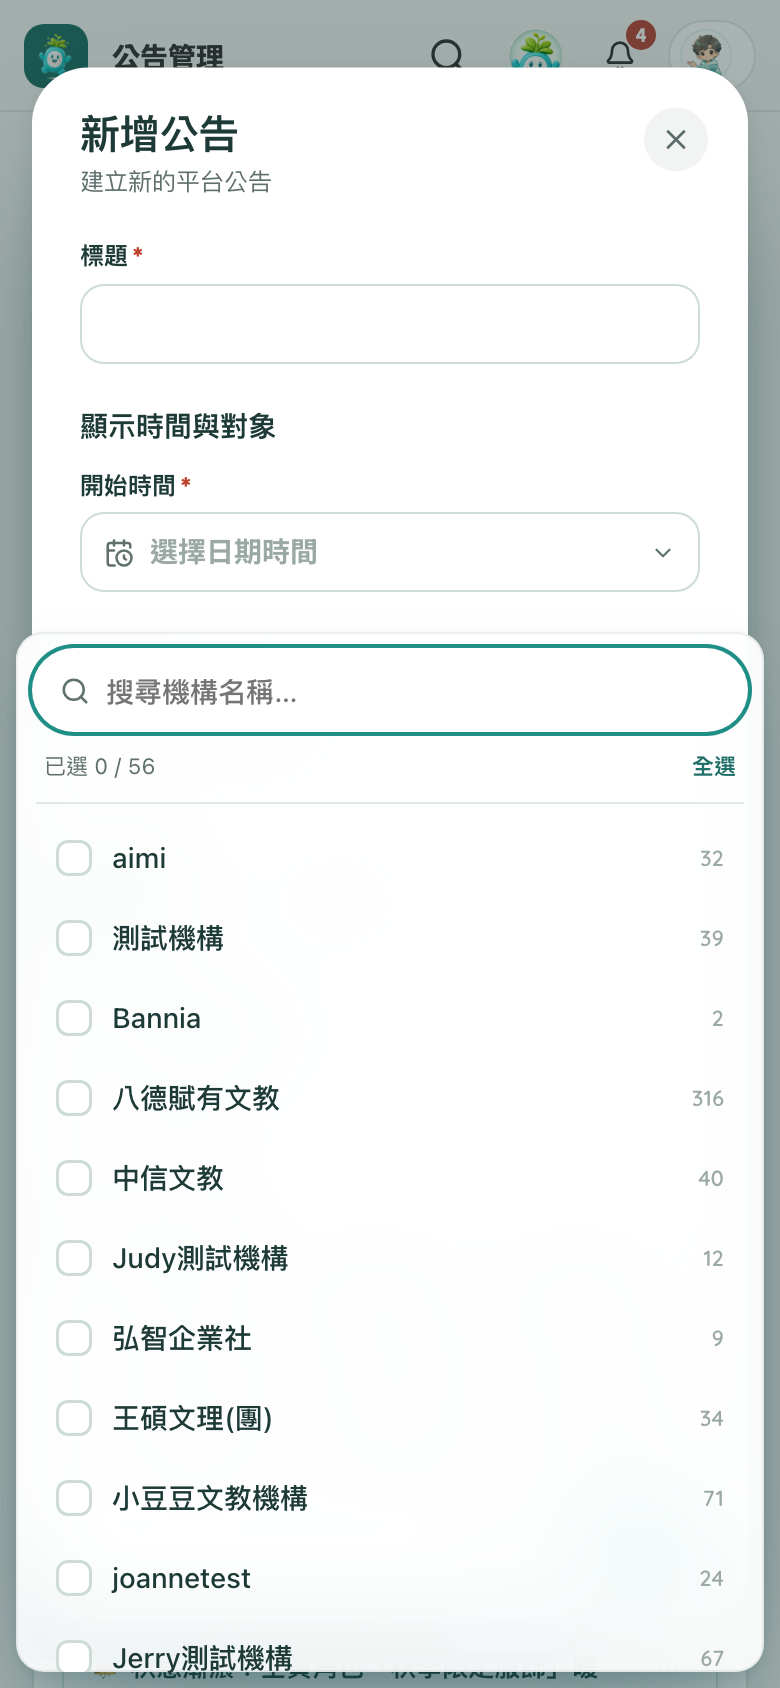 公告管理
4
新增公告
建立新的平台公告
標題 *
顯示時間與對象
開始時間 *
選擇日期時間
搜尋機構名稱...
已選 0 / 56 全選
aimi 32
測試機構 39
Bannia 2
八德賦有文教 316
中信文教 40
Judy測試機構 12
弘智企業社 9
王碩文理(團) 34
小豆豆文教機構 71
joannetest 24
Jerry測試機構 67